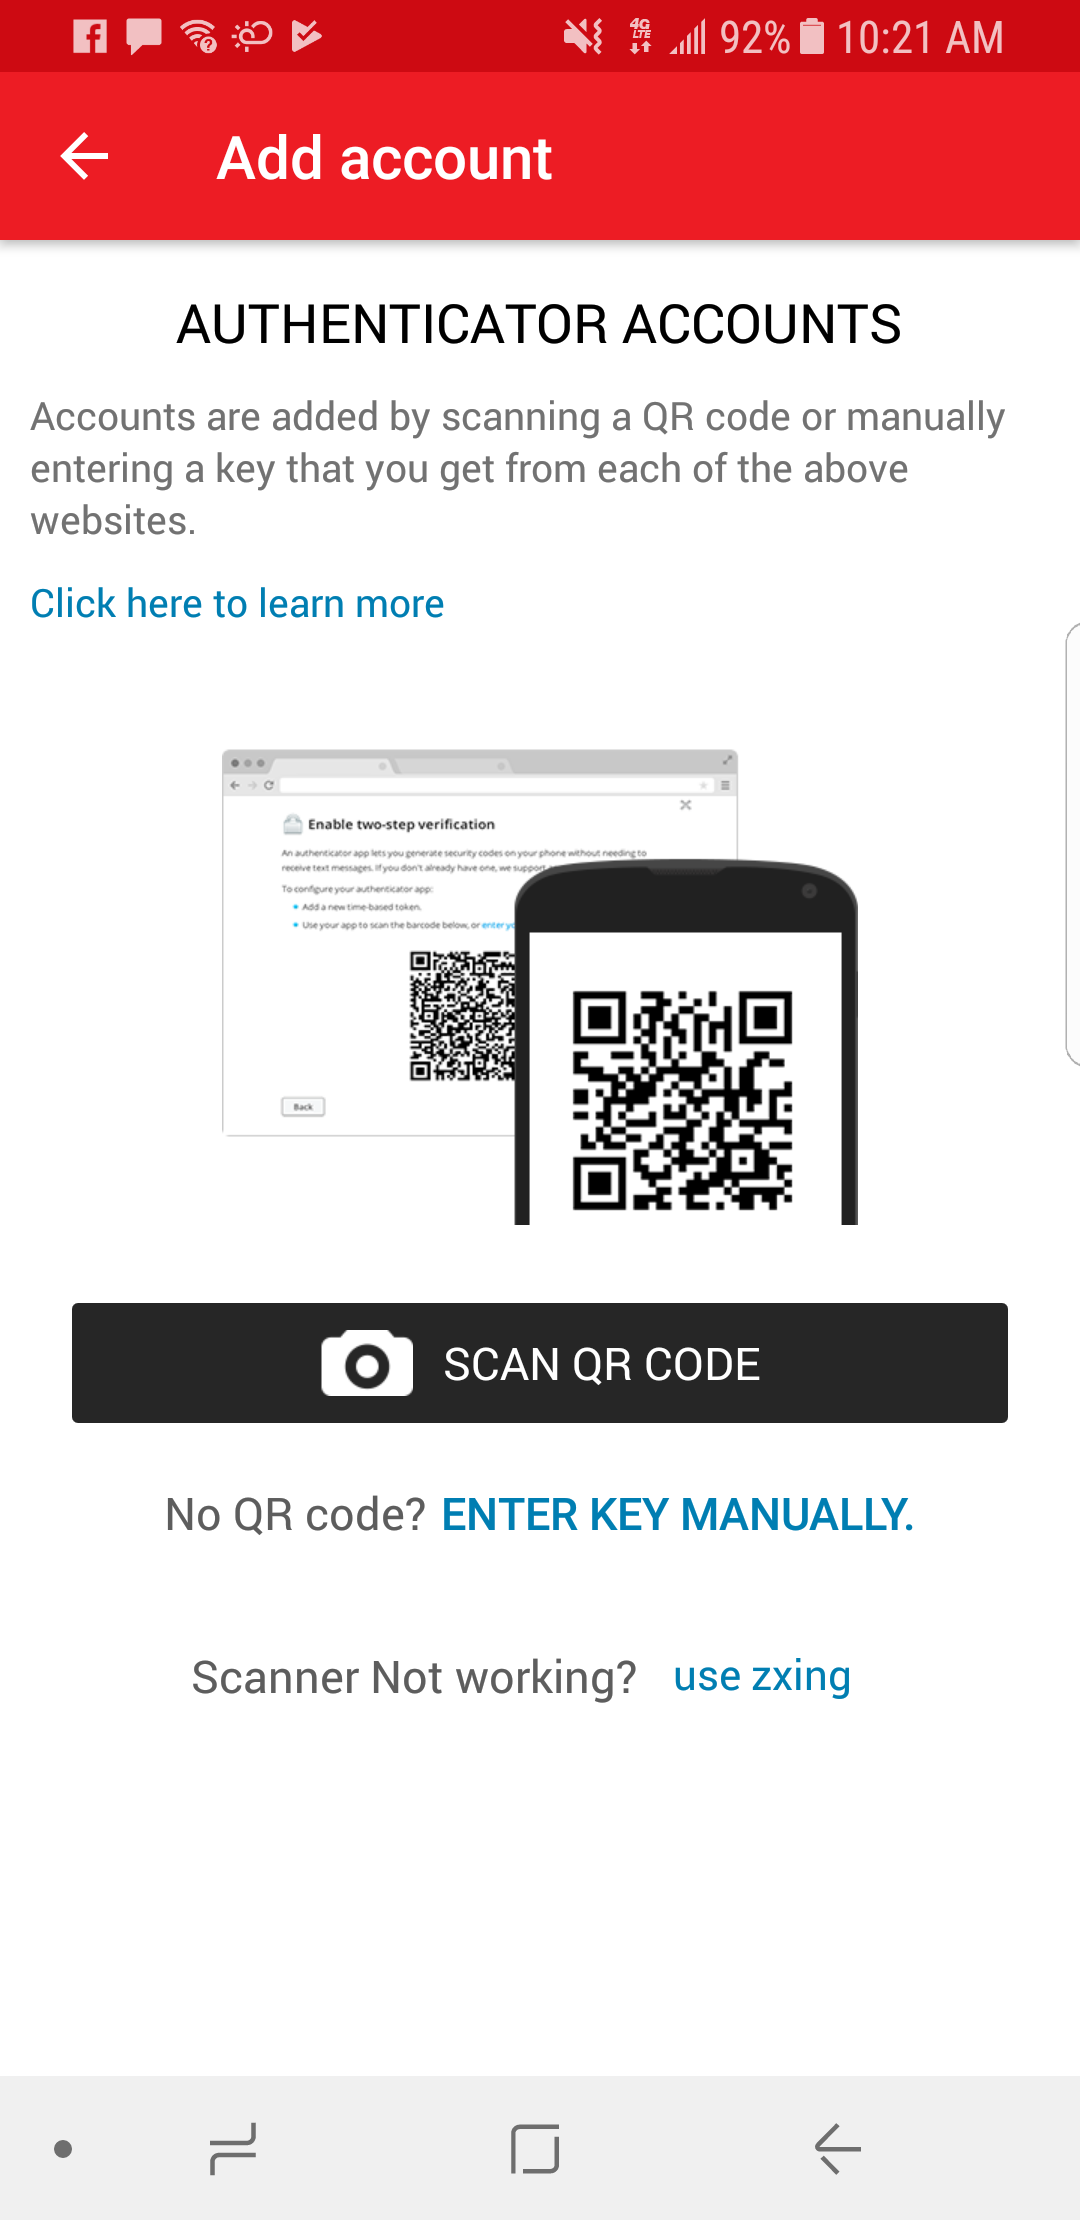 4G
LTE
92%
10:21 AM
Add account
AUTHENTICATOR ACCOUNTS
Accounts are added by scanning a QR code or manually
entering a key that you get from each of the above
websites.
Click here to learn more
Enable two-step verification
An authenticator app lets you generate security codes on your phone without needing to
receive text messages. If you don't already have one, we support
To configure your authenticator app:
Add a new time-based token.
Use your app to scan the barcode below, or enter
Back
SCAN QR CODE
No QR code? ENTER KEY MANUALLY.
Scanner Not working? use zxing